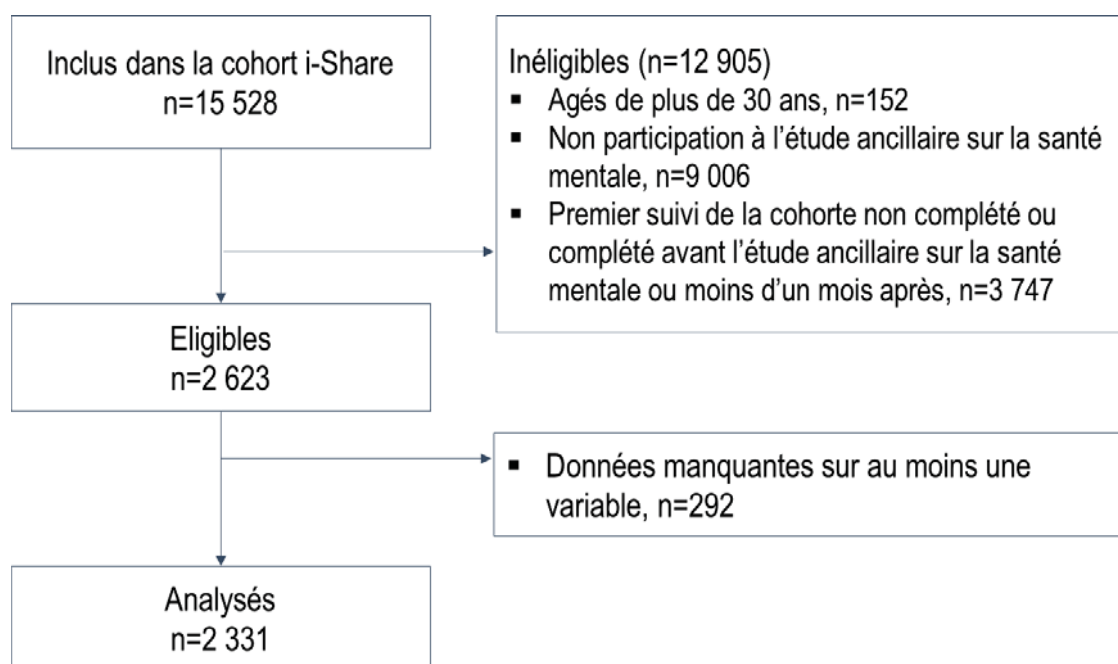 Inclus dans la cohort i-Share
n=15 528
Inéligibles (n=12 905)
▪ Agés de plus de 30 ans, n=152
▪ Non participation à l’étude ancillaire sur la santé
mentale, n=9 006
▪ Premier suivi de la cohorte non complété ou
complété avant l’étude ancillaire sur la santé
mentale ou moins d’un mois après, n=3 747
Eligibles
n=2 623
▪ Données manquantes sur au moins une
variable, n=292
Analysés
n=2 331